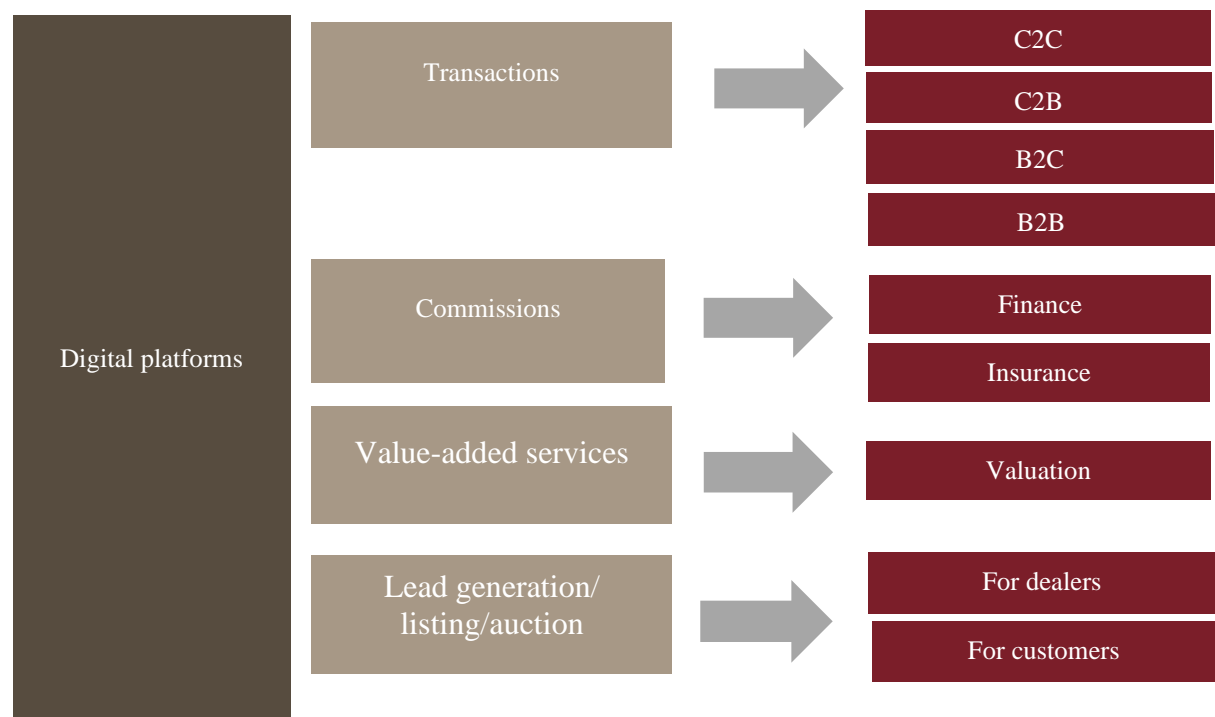 Digital platforms
Transactions
C2C
C2B
B2C
B2B
Commissions
Finance
Insurance
Value-added services
Valuation
Lead generation/
listing/auction
For dealers
For customers